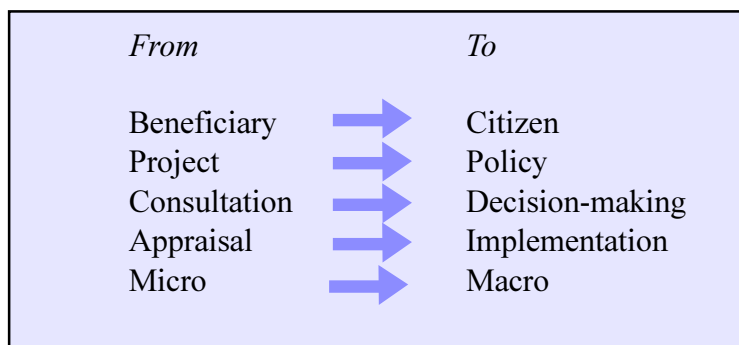 From To
Beneficiary Citizen
Project Policy
Consultation Decision-making
Appraisal Implementation
Micro Macro